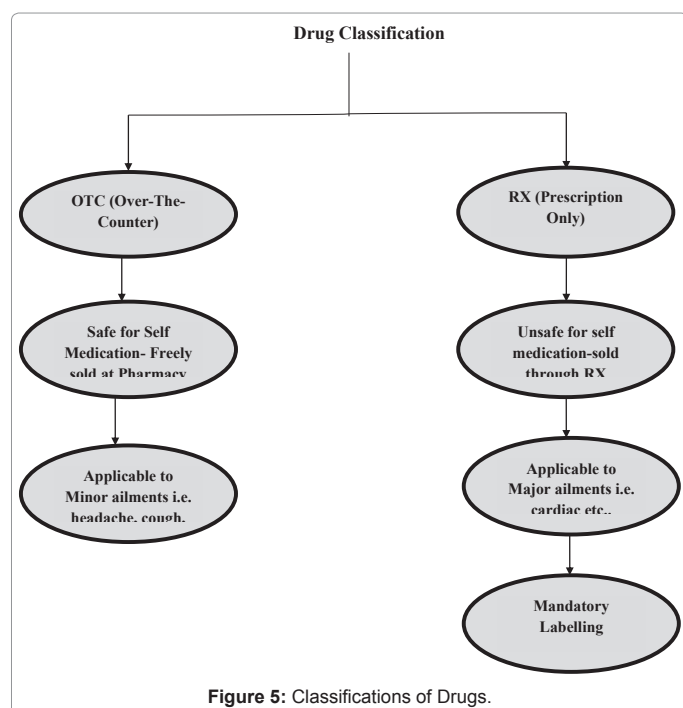 Drug Classification
OTC (Over-The-
Counter)
RX (Prescription
Only)
Safe for Self
Medication- Freely
sold at Pharmacy
Unsafe for self
medication-sold
through RX
Applicable to
Minor ailments i.e.
headache, cough,
Applicable to
Major ailments i.e.
cardiac etc..
Mandatory
Labelling
Figure 5: Classifications of Drugs.